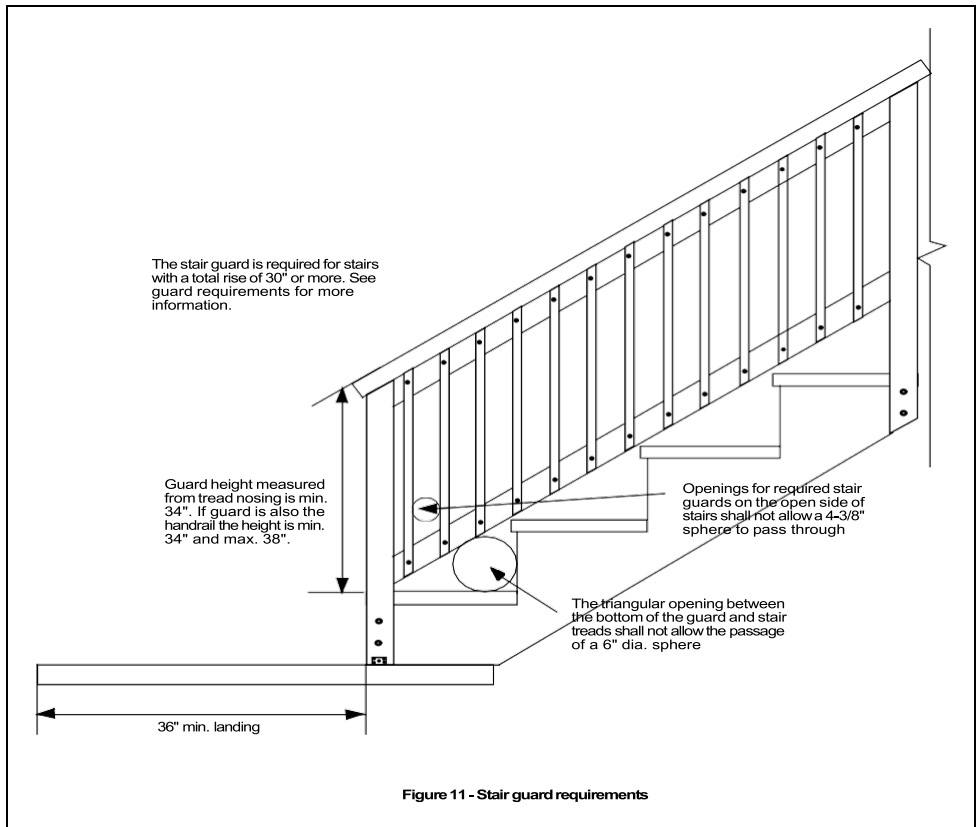 The stair guard is required for stairs
with a total rise of 30" or more. See
guard requirements for more
information.
Guard height measured
from tread nosing is min.
34". If guard is also the
handrail the height is min.
34" and max. 38".
Openings for required stair
guards on the open side of
stairs shall not allow a 4-3/8"
sphere to pass through
The triangular opening between
the bottom of the guard and stair
treads shall not allow the passage
of a 6" dia. sphere
36" min. landing
Figure 11 - Stair guard requirements